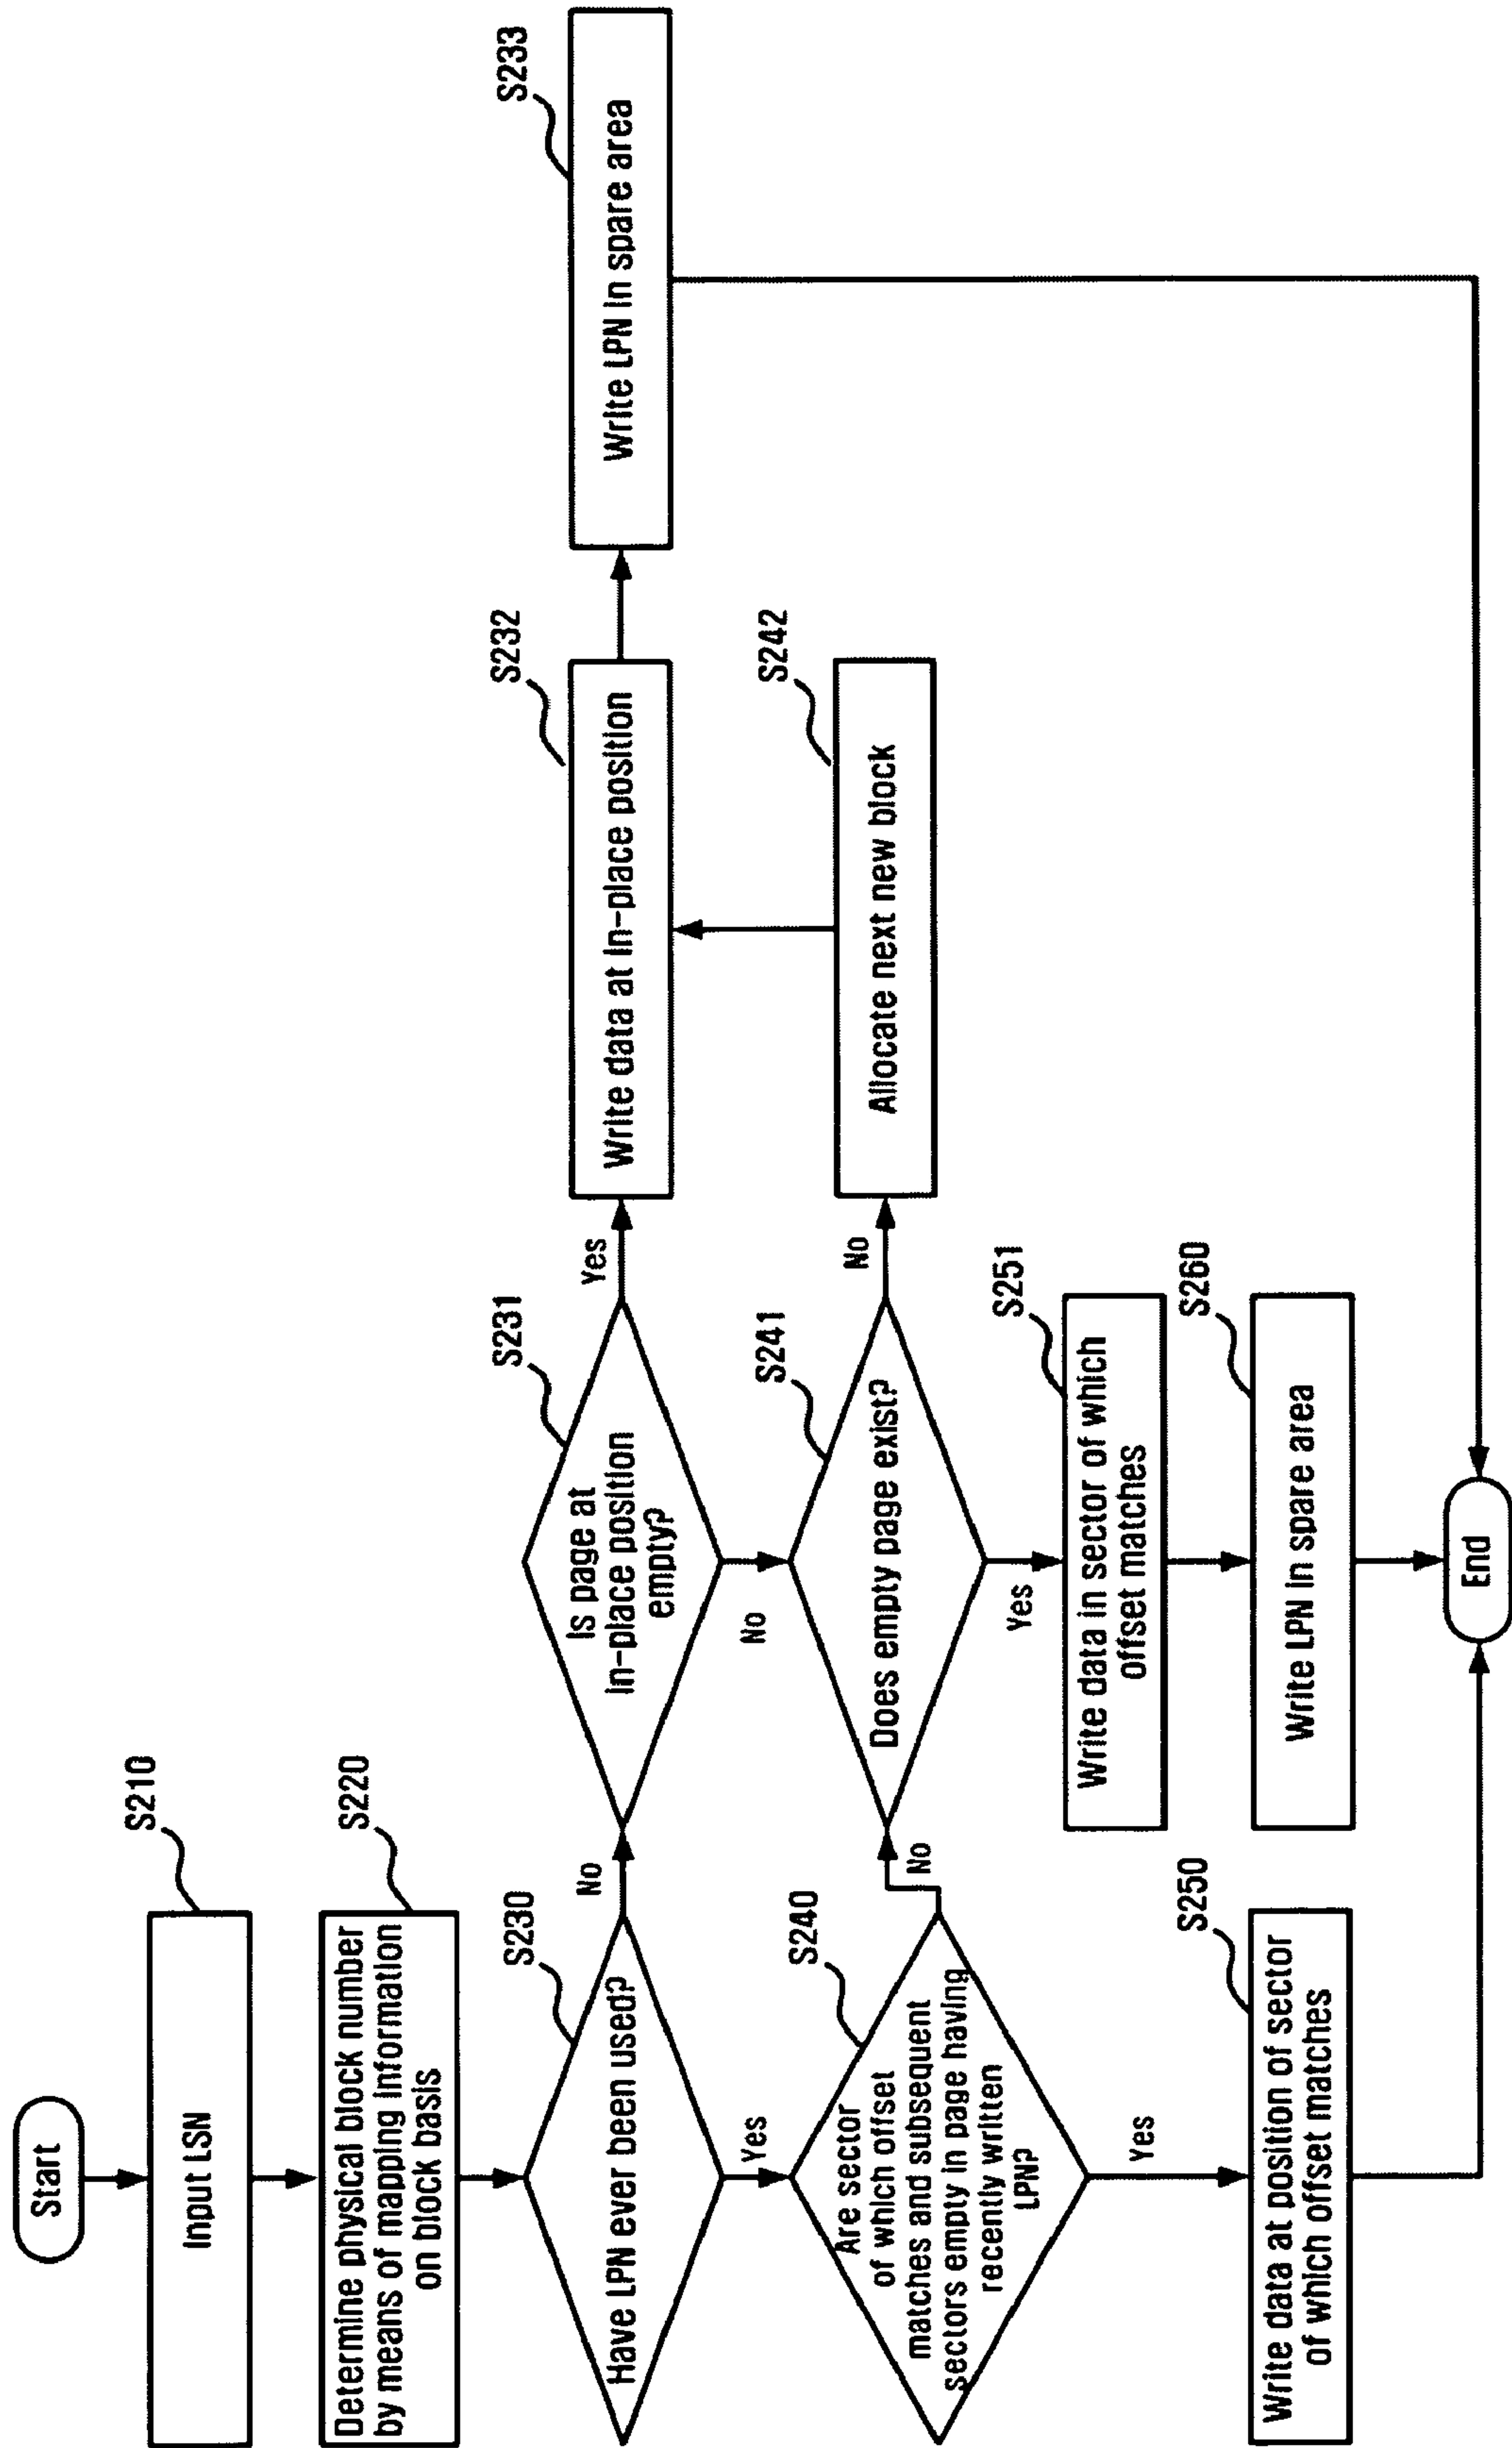 Start
S210
Input LSN
S220
Determine physical block number
by means of mapping information
on block basis
S230
Have LPN ever been used?
No
Yes
S231
Is page at
in-place position
empty?
Yes
No
S232
Write data at in-place position
S233
Write LPN in spare area
S240
Are sector
of which offset
matches and subsequent
sectors empty in page having
recently written
LPN?
No
Yes
S241
Does empty page exist?
No
Yes
S242
Allocate next new block
S250
Write data at position of sector
of which offset matches
S251
Write data in sector of which
offset matches
S260
Write LPN in spare area
End